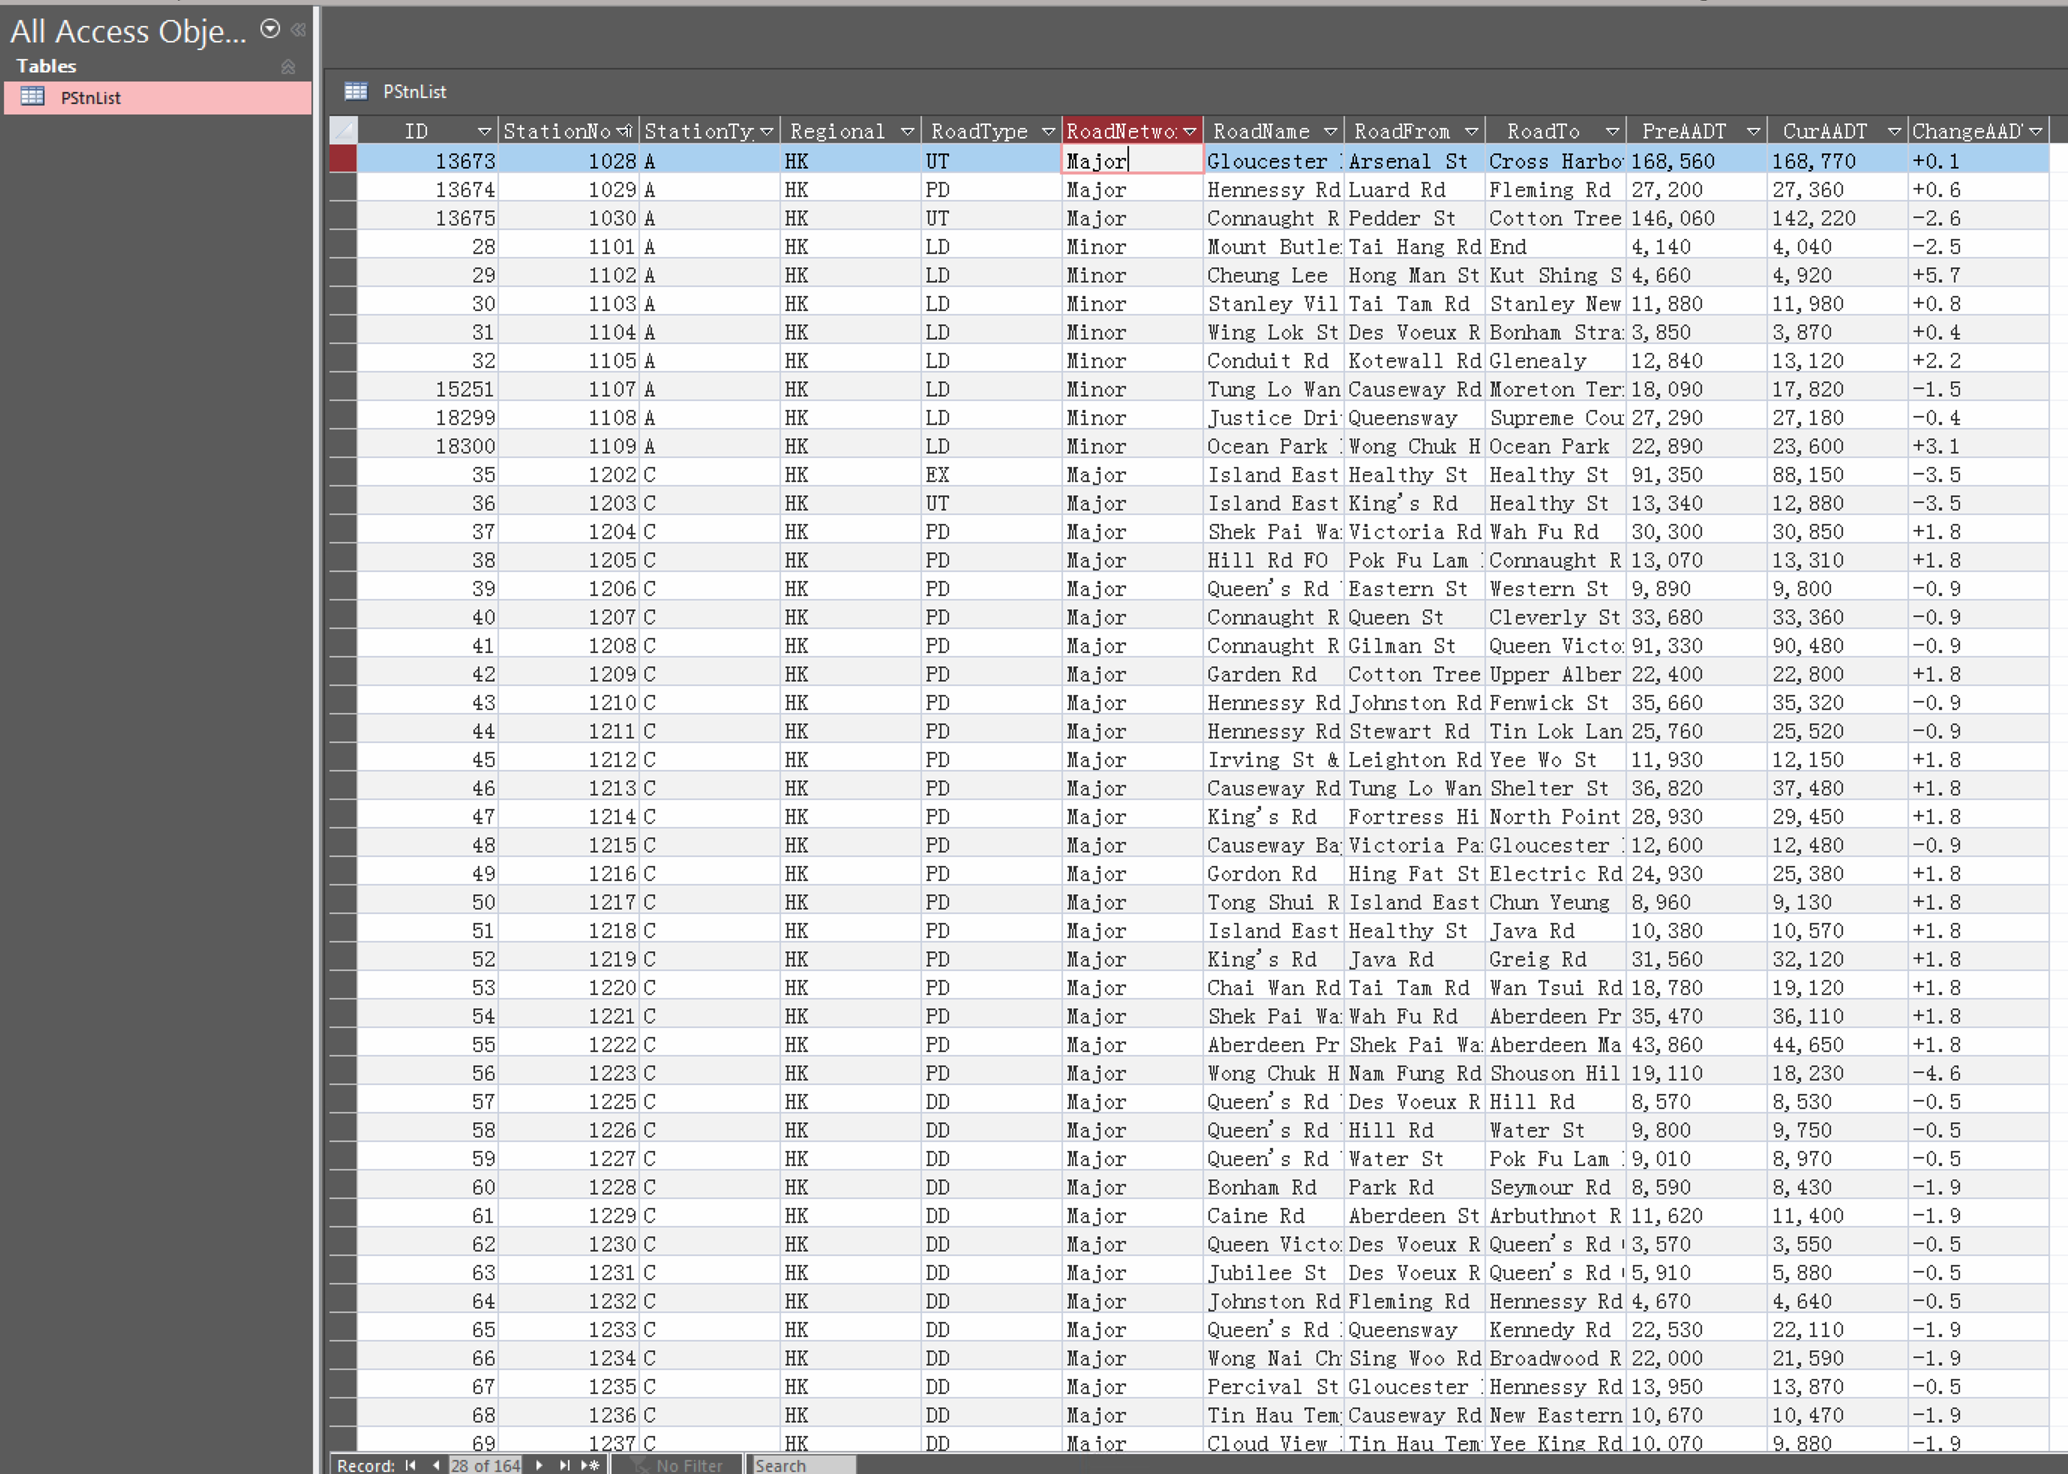 All Access Obje...
Tables
PStnList
PStnList
ID StationNo StationTy RoadType Regional RoadNetwo RoadName RoadFrom RoadTo PreAADT CurAADT ChangeAAD
13673 1028 A HK UT Major Gloucester Arsenal St Cross Harbo 168,560 168,770 +0.1
13674 1029 A HK PD Major Hennessy Rd Luard Rd Fleming Rd 27,200 27,360 +0.6
13675 1030 A HK UT Major Connaught R Pedder St Cotton Tree 146,060 142,220 -2.6
28 1101 A HK LD Minor Mount Butle Tai Hang Rd End 4,140 4,040 -2.5
29 1102 A HK LD Minor Cheung Lee Hong Man St Kut Shing S 4,660 4,920 +5.7
30 1103 A HK LD Minor Stanley Vil Tai Tam Rd Stanley New 11,880 11,980 +0.8
31 1104 A HK LD Minor Wing Lok St Des Voeux R Bonham Stra 3,850 3,870 +0.4
32 1105 A HK LD Minor Conduit Rd Kotewall Rd Glenealy 12,840 13,120 +2.2
15251 1107 A HK LD Minor Tung Lo Wan Causeway Rd Moreton Ter 18,090 17,820 -1.5
18299 1108 A HK LD Minor Justice Dri Queensway Supreme Cou 27,290 27,180 -0.4
18300 1109 A HK LD Minor Ocean Park Wong Chuk H Ocean Park 22,890 23,600 +3.1
35 1202 C HK EX Major Island East Healthy St Healthy St 91,350 88,150 -3.5
36 1203 C HK UT Major Island East King's Rd Healthy St 13,340 12,880 -3.5
37 1204 C HK PD Major Shek Pai Wa Victoria Rd Wah Fu Rd 30,300 30,850 +1.8
38 1205 C HK PD Major Hill Rd FO Pok Fu Lam Connaught R 13,070 13,310 +1.8
39 1206 C HK PD Major Queen's Rd Eastern St Western St 9,890 9,800 -0.9
40 1207 C HK PD Major Connaught R Queen St Cleverly St 33,680 33,360 -0.9
41 1208 C HK PD Major Connaught R Gilman St Queen Victo 91,330 90,480 -0.9
42 1209 C HK PD Major Garden Rd Cotton Tree Upper Alber 22,400 22,800 +1.8
43 1210 C HK PD Major Hennessy Rd Johnston Rd Fenwick St 35,660 35,320 -0.9
44 1211 C HK PD Major Hennessy Rd Stewart Rd Tin Lok Lan 25,760 25,520 -0.9
45 1212 C HK PD Major Irving St & Leighton Rd Yee Wo St 11,930 12,150 +1.8
46 1213 C HK PD Major Causeway Rd Tung Lo Wan Shelter St 36,820 37,480 +1.8
47 1214 C HK PD Major King's Rd Fortress Hi North Point 28,930 29,450 +1.8
48 1215 C HK PD Major Causeway Ba Victoria Pa Gloucester 12,600 12,480 -0.9
49 1216 C HK PD Major Gordon Rd Hing Fat St Electric Rd 24,930 25,380 +1.8
50 1217 C HK PD Major Tong Shui R Island East Chun Yeung 8,960 9,130 +1.8
51 1218 C HK PD Major Island East Healthy St Java Rd 10,380 10,570 +1.8
52 1219 C HK PD Major King's Rd Java Rd Greig Rd 31,560 32,120 +1.8
53 1220 C HK PD Major Chai Wan Rd Tai Tam Rd Wan Tsui Rd 18,780 19,120 +1.8
54 1221 C HK PD Major Shek Pai Wa Wah Fu Rd Aberdeen Pr 35,470 36,110 +1.8
55 1222 C HK PD Major Aberdeen Pr Shek Pai Wa Aberdeen Ma 43,860 44,650 +1.8
56 1223 C HK PD Major Wong Chuk H Nam Fung Rd Shouson Hil 19,110 18,230 -4.6
57 1225 C HK DD Major Queen's Rd Des Voeux R Hill Rd 8,570 8,530 -0.5
58 1226 C HK DD Major Queen's Rd Hill Rd Water St 9,800 9,750 -0.5
59 1227 C HK DD Major Queen's Rd Water St Pok Fu Lam 9,010 8,970 -0.5
60 1228 C HK DD Major Bonham Rd Park Rd Seymour Rd 8,590 8,430 -1.9
61 1229 C HK DD Major Caine Rd Aberdeen St Arbuthnot R 11,620 11,400 -1.9
62 1230 C HK DD Major Queen Victo Des Voeux R Queen's Rd 3,570 3,550 -0.5
63 1231 C HK DD Major Jubilee St Des Voeux R Queen's Rd 5,910 5,880 -0.5
64 1232 C HK DD Major Johnston Rd Fleming Rd Hennessy Rd 4,670 4,640 -0.5
65 1233 C HK DD Major Queen's Rd Queensway Kennedy Rd 22,530 22,110 -1.9
66 1234 C HK DD Major Wong Nai Ch Sing Woo Rd Broadwood R 22,000 21,590 -1.9
67 1235 C HK DD Major Percival St Gloucester Hennessy Rd 13,950 13,870 -0.5
68 1236 C HK DD Major Tin Hau Tem Causeway Rd New Eastern 10,670 10,470 -1.9
69 1237 C HK DD Major Cloud View Tin Hau Tem Yee King Rd 10,070 9,880 -1.9
Record: 28 of 164 No Filter Search